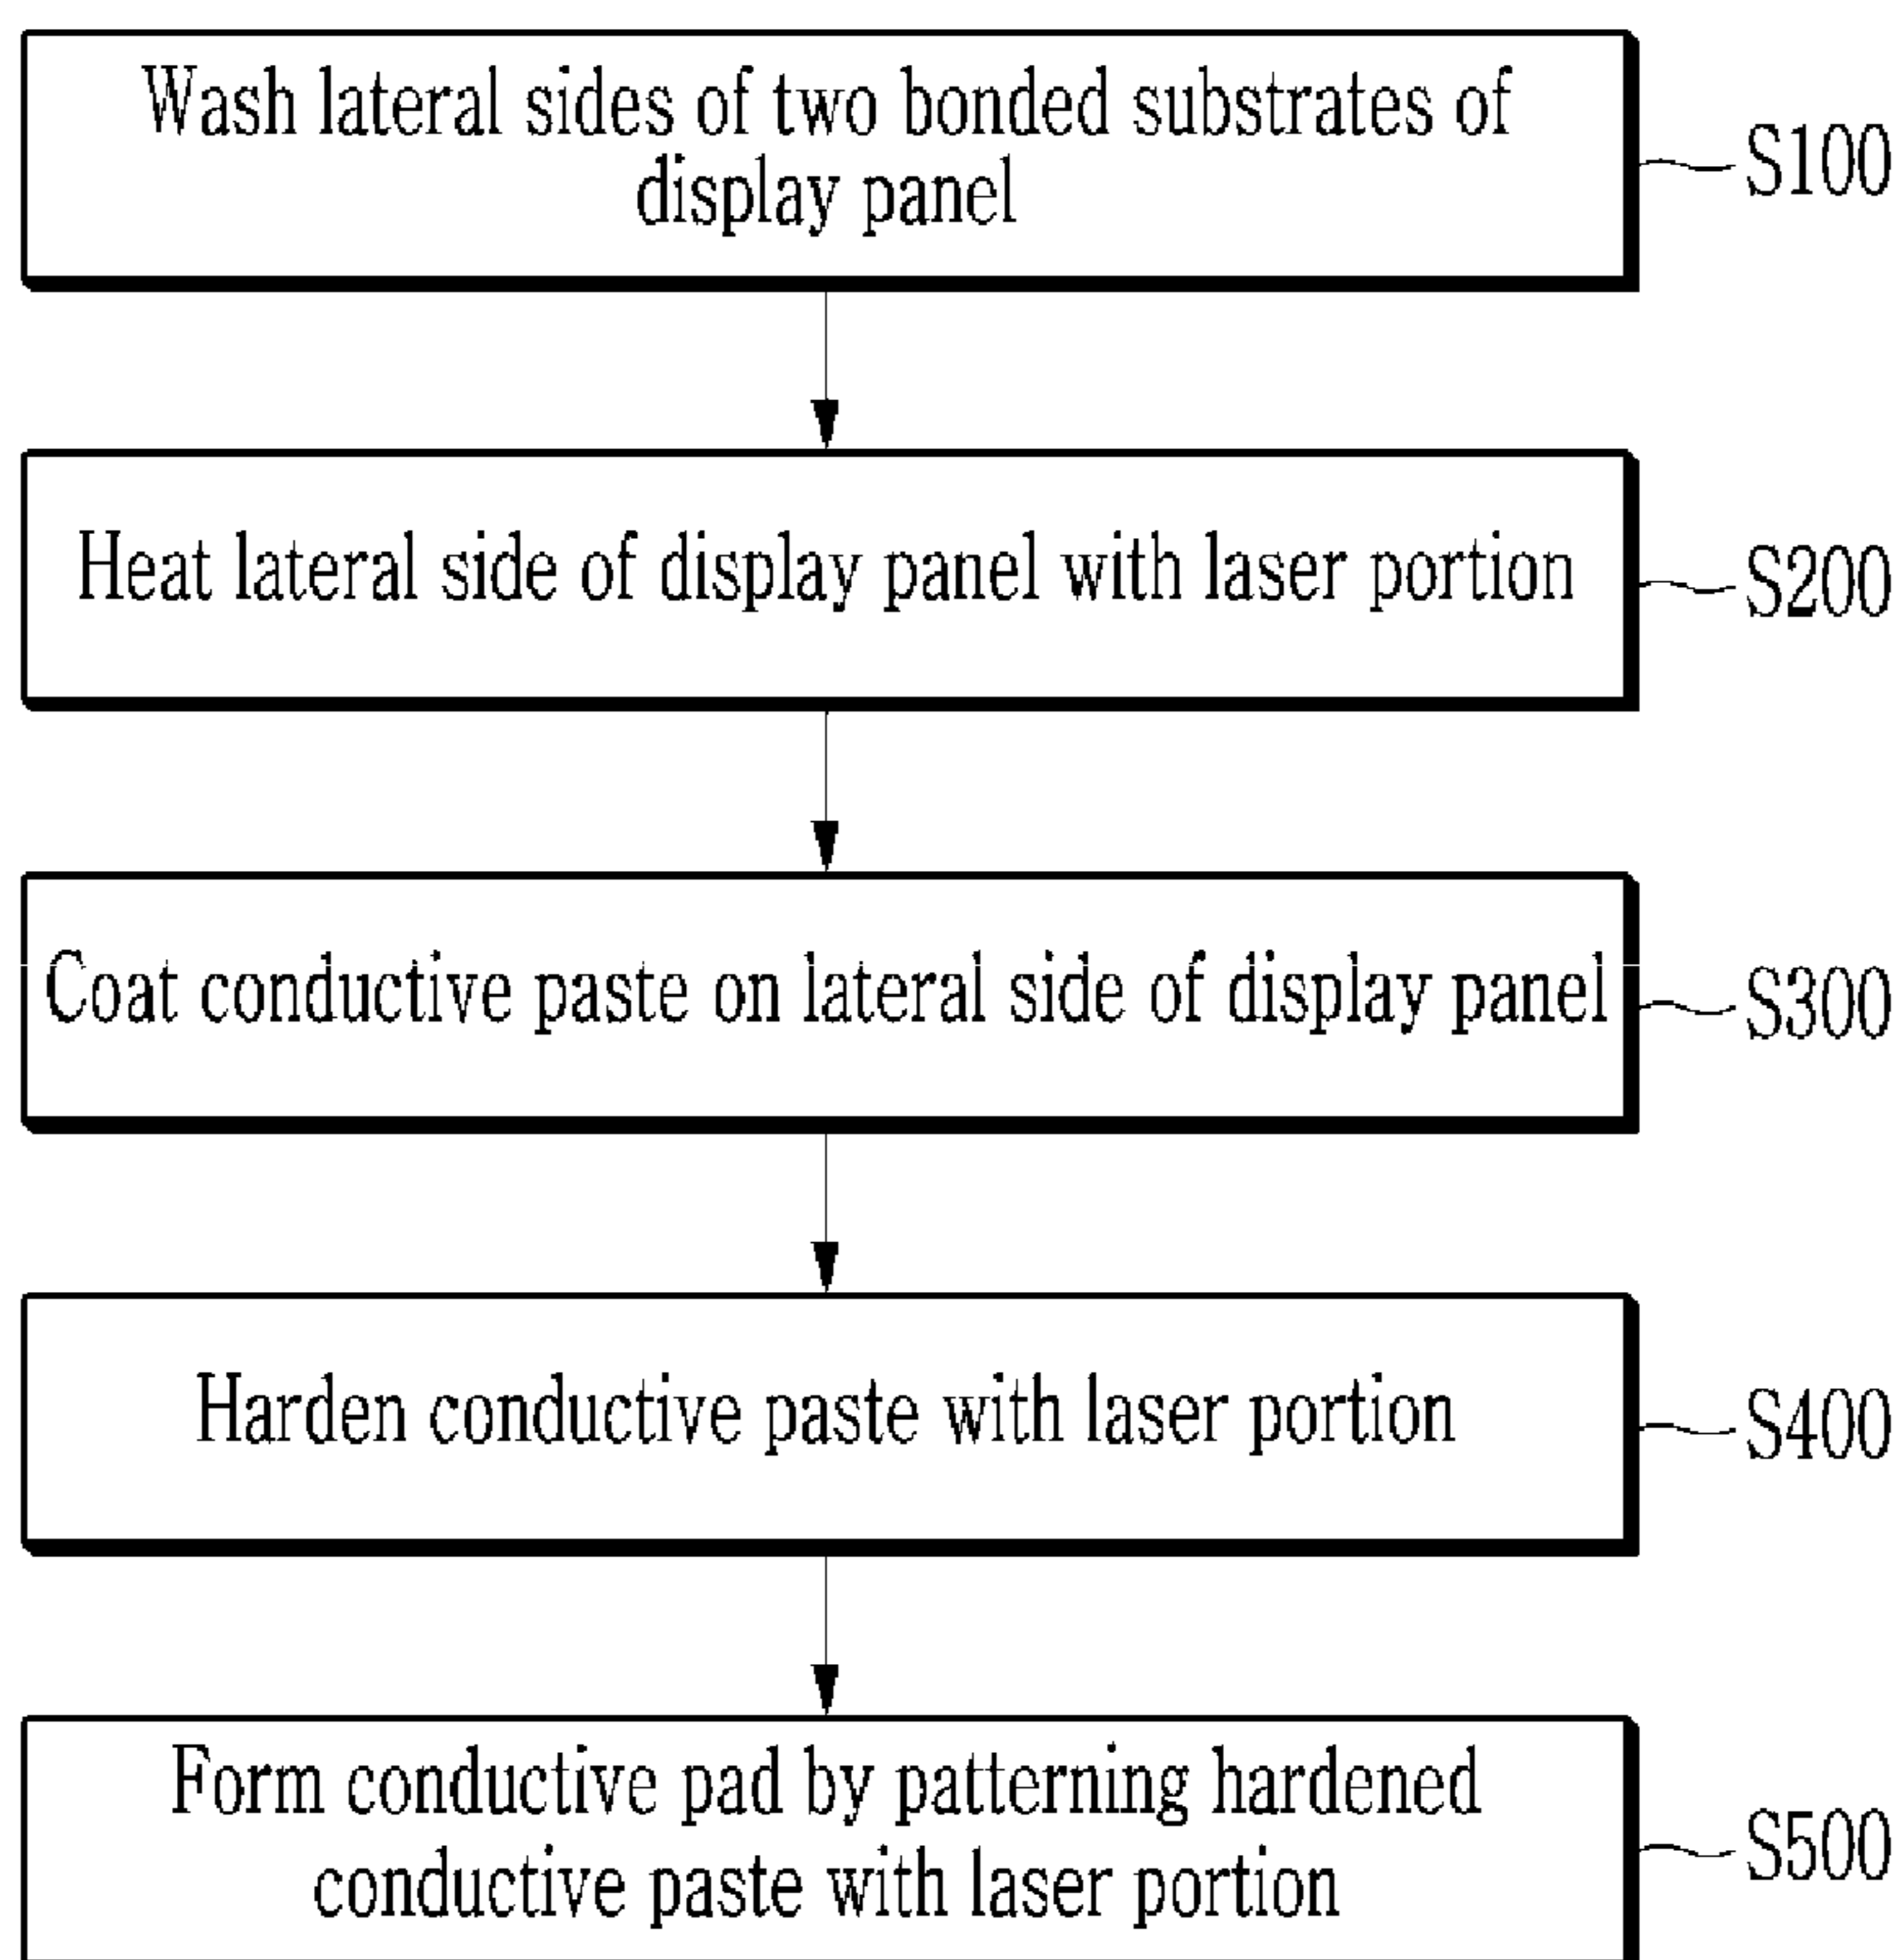 Wash lateral sides of two bonded substrates of
display panel
S100
Heat lateral side of display panel with laser portion
S200
Coat conductive paste on lateral side of display panel
S300
Harden conductive paste with laser portion
S400
Form conductive pad by patterning hardened
conductive paste with laser portion
S500